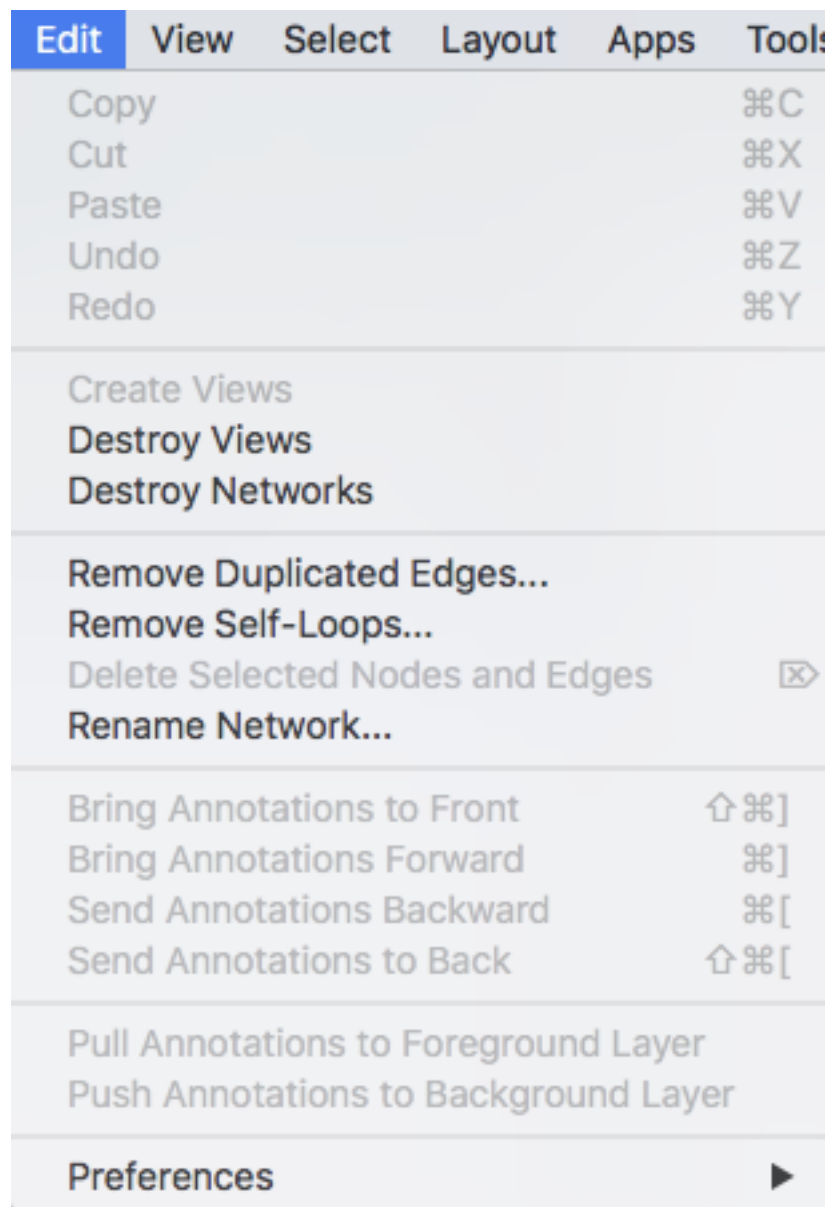 Edit View Select Layout Apps Tools
Copy ⌘C
Cut ⌘X
Paste ⌘V
Undo ⌘Z
Redo ⌘Y
Create Views
Destroy Views
Destroy Networks
Remove Duplicated Edges...
Remove Self-Loops...
Delete Selected Nodes and Edges ⌦
Rename Network...
Bring Annotations to Front ⇧⌘]
Bring Annotations Forward ⌘]
Send Annotations Backward ⌘[
Send Annotations to Back ⇧⌘[
Pull Annotations to Foreground Layer
Push Annotations to Background Layer
Preferences ▶